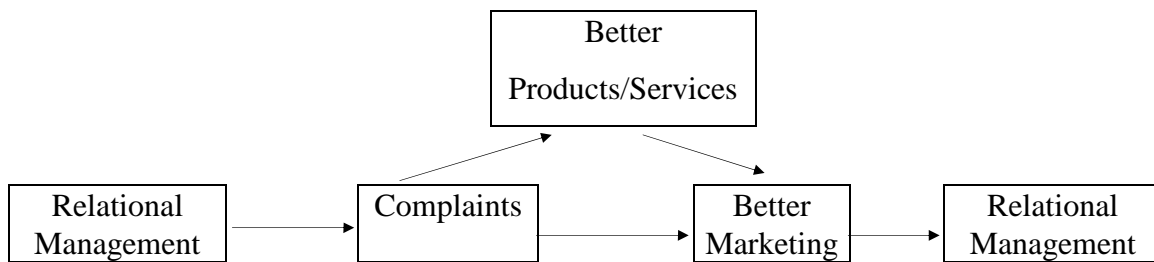 Better
Products/Services
Relational
Management
Complaints
Better
Marketing
Relational
Management